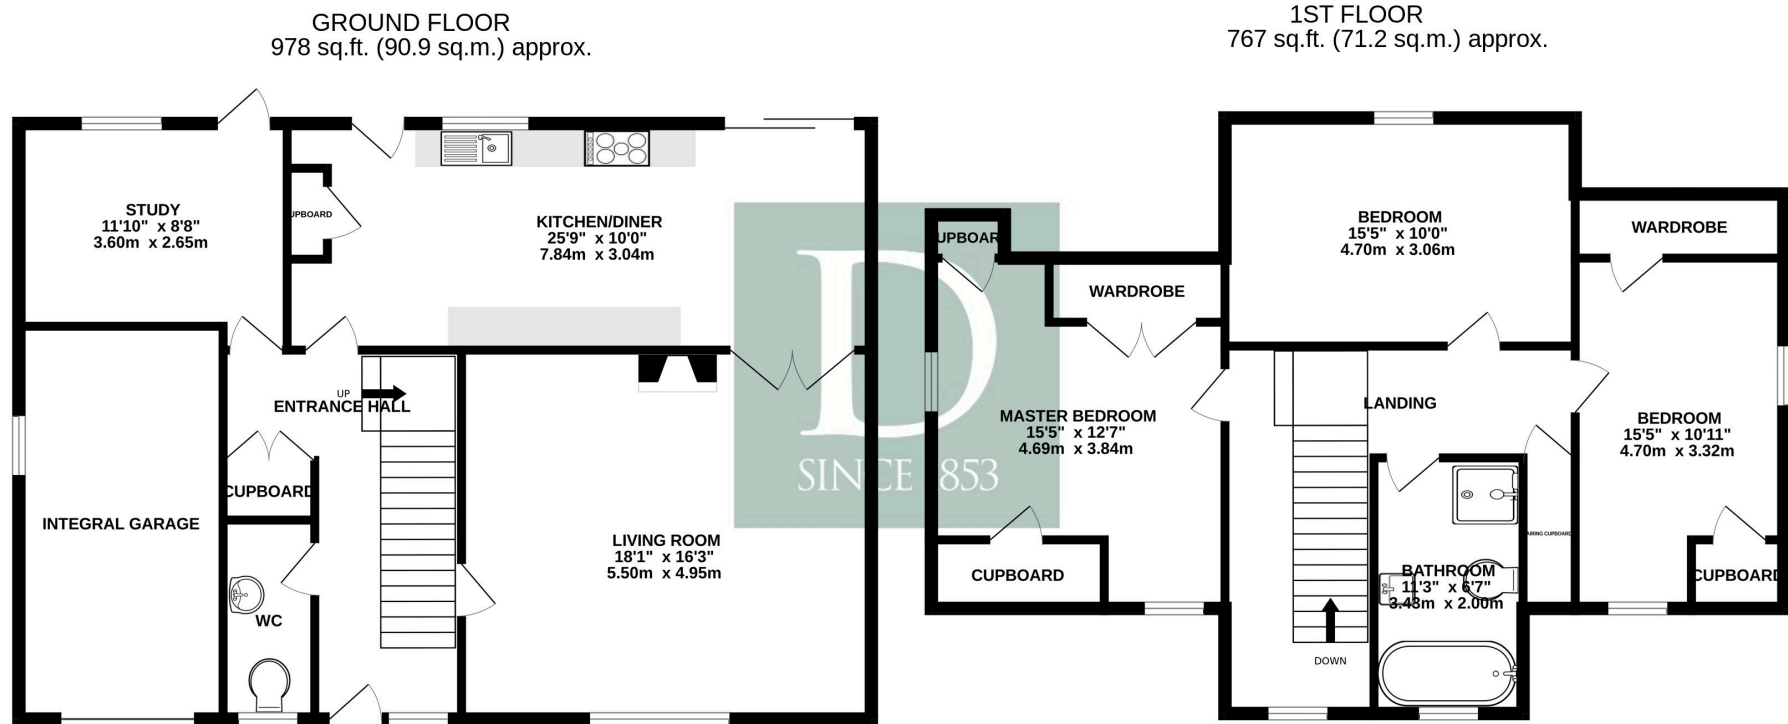 GROUND FLOOR
978 sq.ft. (90.9 sq.m.) approx.
1ST FLOOR
767 sq.ft. (71.2 sq.m.) approx.
STUDY
11'10" x 8'8"
3.60m x 2.65m
UPBOARD
KITCHEN/DINER
25'9" x 10'0"
7.84m x 3.04m
UP
ENTRANCE HALL
CUPBOARD
INTEGRAL GARAGE
WC
LIVING ROOM
18'1" x 16'3"
5.50m x 4.95m
D
SINCE 1853
UPBOAR
WARDROBE
MASTER BEDROOM
15'5" x 12'7"
4.69m x 3.84m
CUPBOARD
BEDROOM
15'5" x 10'0"
4.70m x 3.06m
WARDROBE
LANDING
BEDROOM
15'5" x 10'11"
4.70m x 3.32m
AIRING CUPBOARD
BATHROOM
11'3" x 6'7"
3.43m x 2.00m
CUPBOARD
DOWN